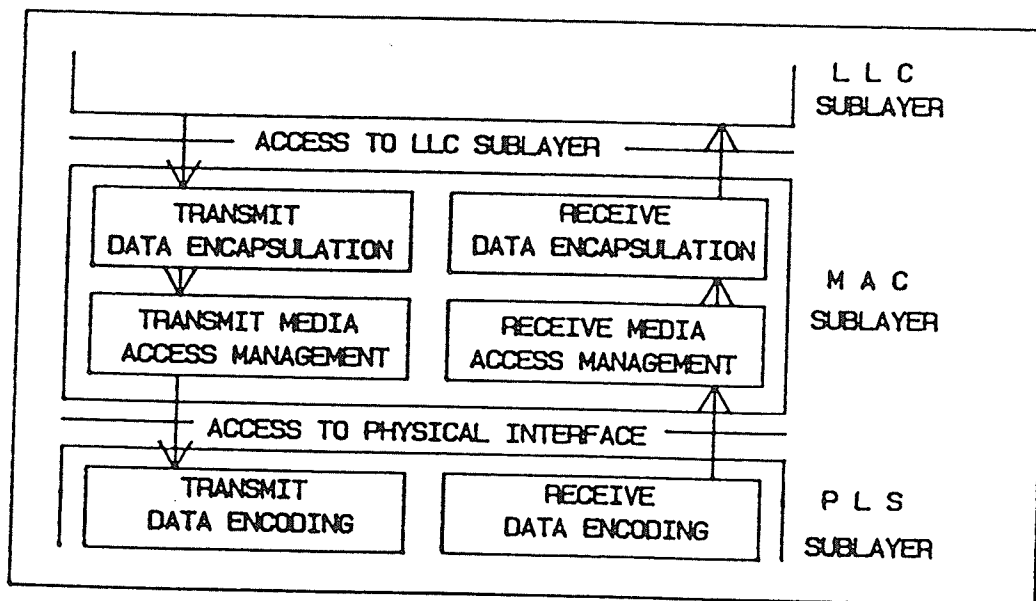 L L C
SUBLAYER
ACCESS TO LLC SUBLAYER
TRANSMIT
DATA ENCAPSULATION
RECEIVE
DATA ENCAPSULATION
M A C
SUBLAYER
TRANSMIT MEDIA
ACCESS MANAGEMENT
RECEIVE MEDIA
ACCESS MANAGEMENT
ACCESS TO PHYSICAL INTERFACE
TRANSMIT
DATA ENCODING
RECEIVE
DATA ENCODING
P L S
SUBLAYER